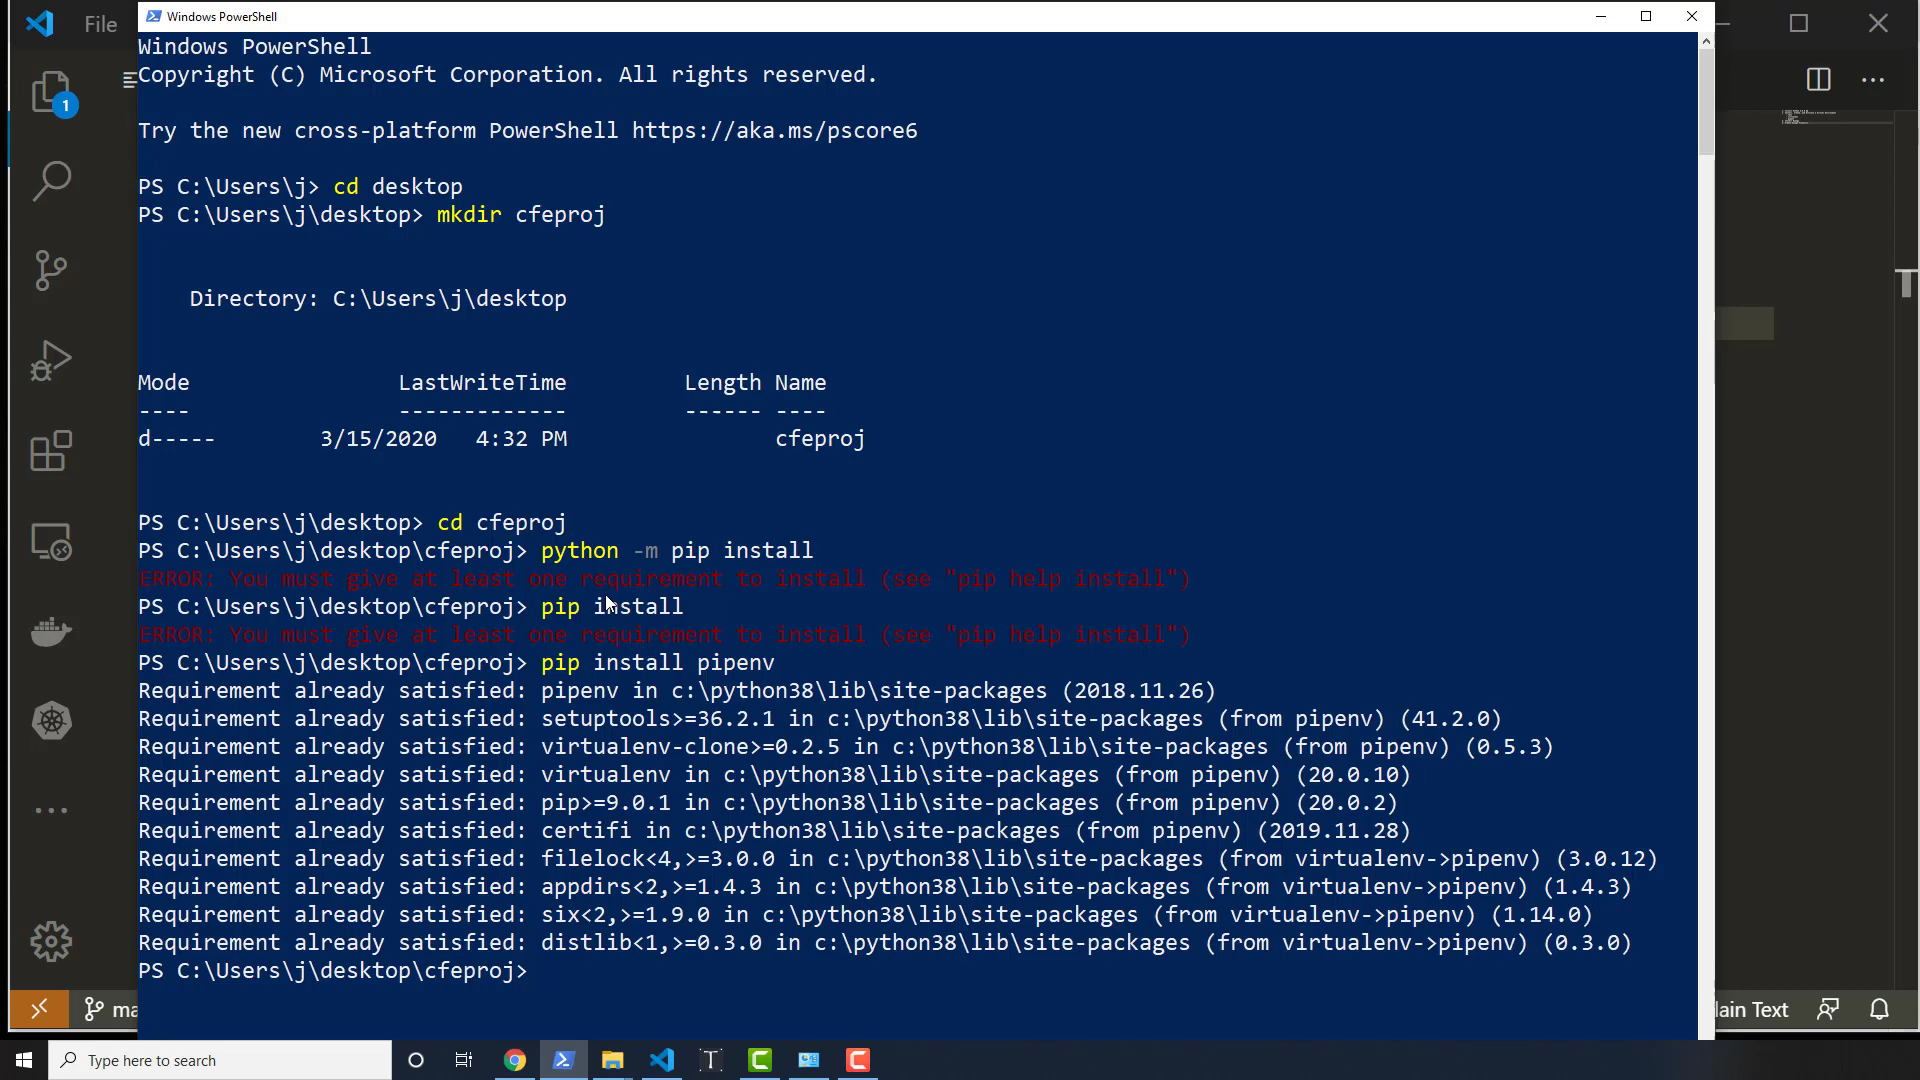 File
Windows PowerShell
1
Windows PowerShell
Copyright (C) Microsoft Corporation. All rights reserved.
Try the new cross-platform PowerShell https://aka.ms/pscore6
PS C:\Users\j> cd desktop
PS C:\Users\j\desktop> mkdir cfeproj
Directory: C:\Users\j\desktop
Mode LastWriteTime Length Name
---- ------------- ------ ----
d----- 3/15/2020 4:32 PM cfeproj
PS C:\Users\j\desktop> cd cfeproj
PS C:\Users\j\desktop\cfeproj> python -m pip install
ERROR: You must give at least one requirement to install (see "pip help install")
PS C:\Users\j\desktop\cfeproj> pip install
ERROR: You must give at least one requirement to install (see "pip help install")
PS C:\Users\j\desktop\cfeproj> pip install pipenv
Requirement already satisfied: pipenv in c:\python38\lib\site-packages (2018.11.26)
Requirement already satisfied: setuptools>=36.2.1 in c:\python38\lib\site-packages (from pipenv) (41.2.0)
Requirement already satisfied: virtualenv-clone>=0.2.5 in c:\python38\lib\site-packages (from pipenv) (0.5.3)
Requirement already satisfied: virtualenv in c:\python38\lib\site-packages (from pipenv) (20.0.10)
Requirement already satisfied: pip>=9.0.1 in c:\python38\lib\site-packages (from pipenv) (20.0.2)
Requirement already satisfied: certifi in c:\python38\lib\site-packages (from pipenv) (2019.11.28)
Requirement already satisfied: filelock<4,>=3.0.0 in c:\python38\lib\site-packages (from virtualenv->pipenv) (3.0.12)
Requirement already satisfied: appdirs<2,>=1.4.3 in c:\python38\lib\site-packages (from virtualenv->pipenv) (1.4.3)
Requirement already satisfied: six<2,>=1.9.0 in c:\python38\lib\site-packages (from virtualenv->pipenv) (1.14.0)
Requirement already satisfied: distlib<1,>=0.3.0 in c:\python38\lib\site-packages (from virtualenv->pipenv) (0.3.0)
PS C:\Users\j\desktop\cfeproj>
ma
lain Text
Type here to search